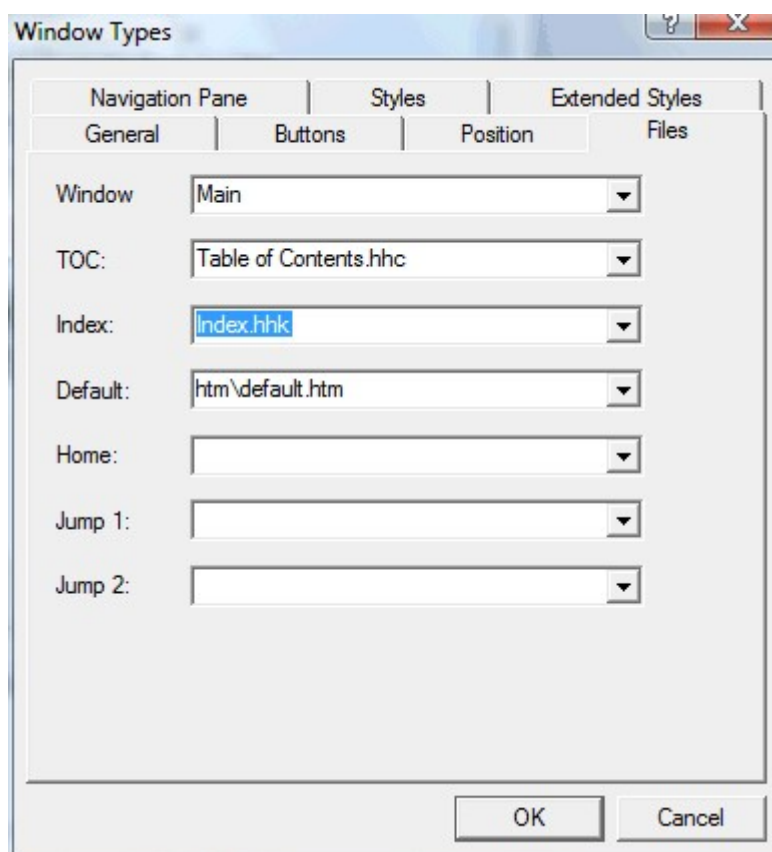 Window Types
Navigation Pane Styles Extended Styles
General Buttons Position Files
Window Main
TOC: Table of Contents.hhc
Index: Index.hhk
Default: htm\default.htm
Home:
Jump 1:
Jump 2:
OK Cancel